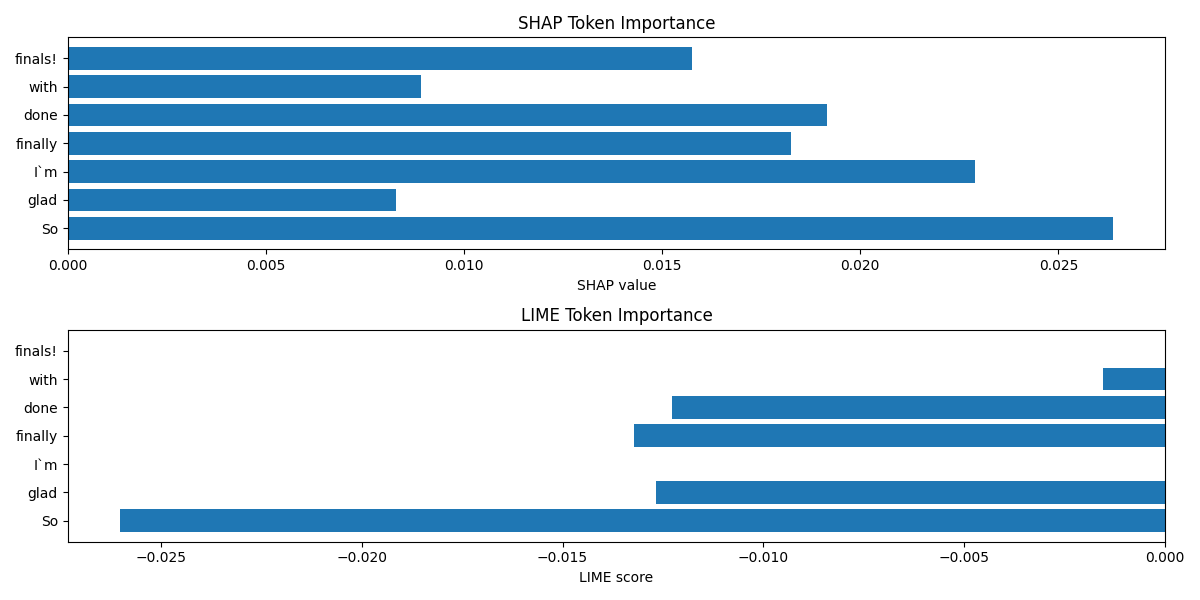 SHAP Token Importance
finals!
with
done
finally
I`m
glad
So
0.000 0.005 0.010 0.015 0.020 0.025
SHAP value
LIME Token Importance
finals!
with
done
finally
I`m
glad
So
−0.025 −0.020 −0.015 −0.010 −0.005 0.000
LIME score